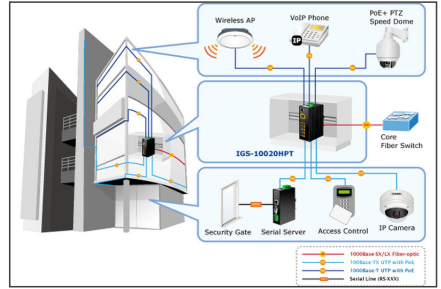 Wireless AP
VoIP Phone
PoE+ PTZ
Speed Dome
IP
IGS-10020HPT
Core
Fiber Switch
Security Gate
Serial Server
Access Control
IP Camera
1000Base-SX/LX Fiber-optic
100Base-TX UTP with PoE
1000Base-T UTP with PoE
Serial Line (RS-XXX)